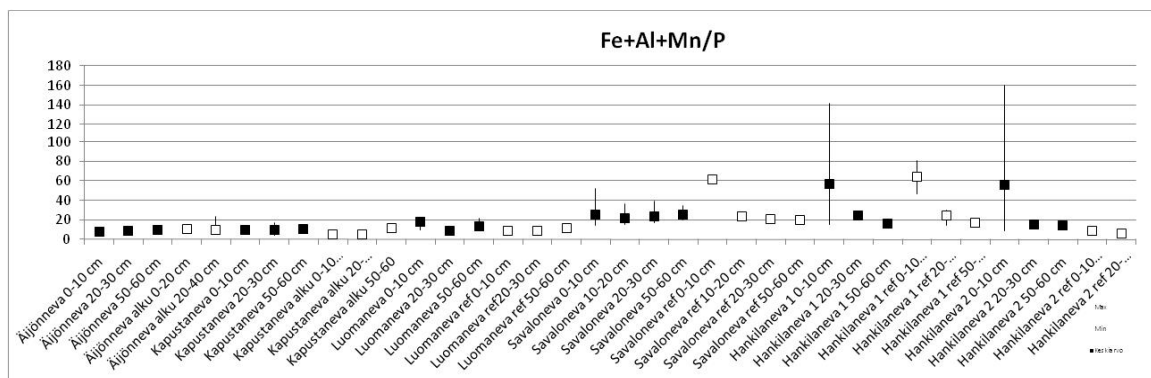 Fe+Al+Mn/P
180
160
140
120
100
80
60
40
20
0
Äijönneva 0-10 cm
Äijönneva 20-30 cm
Äijönneva 50-60 cm
Äijönneva alku 0-20 cm
Äijönneva alku 20-40 cm
Kapustaneva 0-10 cm
Kapustaneva 20-30 cm
Kapustaneva 50-60 cm
Kapustaneva alku 0-10...
Kapustaneva alku 20-...
Kapustaneva alku 50-60
Luomaneva 0-10 cm
Luomaneva 20-30 cm
Luomaneva 50-60 cm
Luomaneva ref 0-10 cm
Luomaneva ref20-30 cm
Luomaneva ref 50-60 cm
Savaloneva 0-10 cm
Savaloneva 10-20 cm
Savaloneva 20-30 cm
Savaloneva 50-60 cm
Savaloneva ref 0-10 cm
Savaloneva ref 10-20 cm
Savaloneva ref 20-30 cm
Savaloneva ref 50-60 cm
Hankilaneva 1 0-10 cm
Hankilaneva 1 20-30 cm
Hankilaneva 1 50-60 cm
Hankilaneva 1 ref 0-10...
Hankilaneva 1 ref 20-...
Hankilaneva 1 ref 50-...
Hankilaneva 2 0-10 cm
Hankilaneva 2 20-30 cm
Hankilaneva 2 50-60 cm
Hankilaneva 2 ref 0-10...
Hankilaneva 2 ref 20-...
Max
Min
Keskiarvo